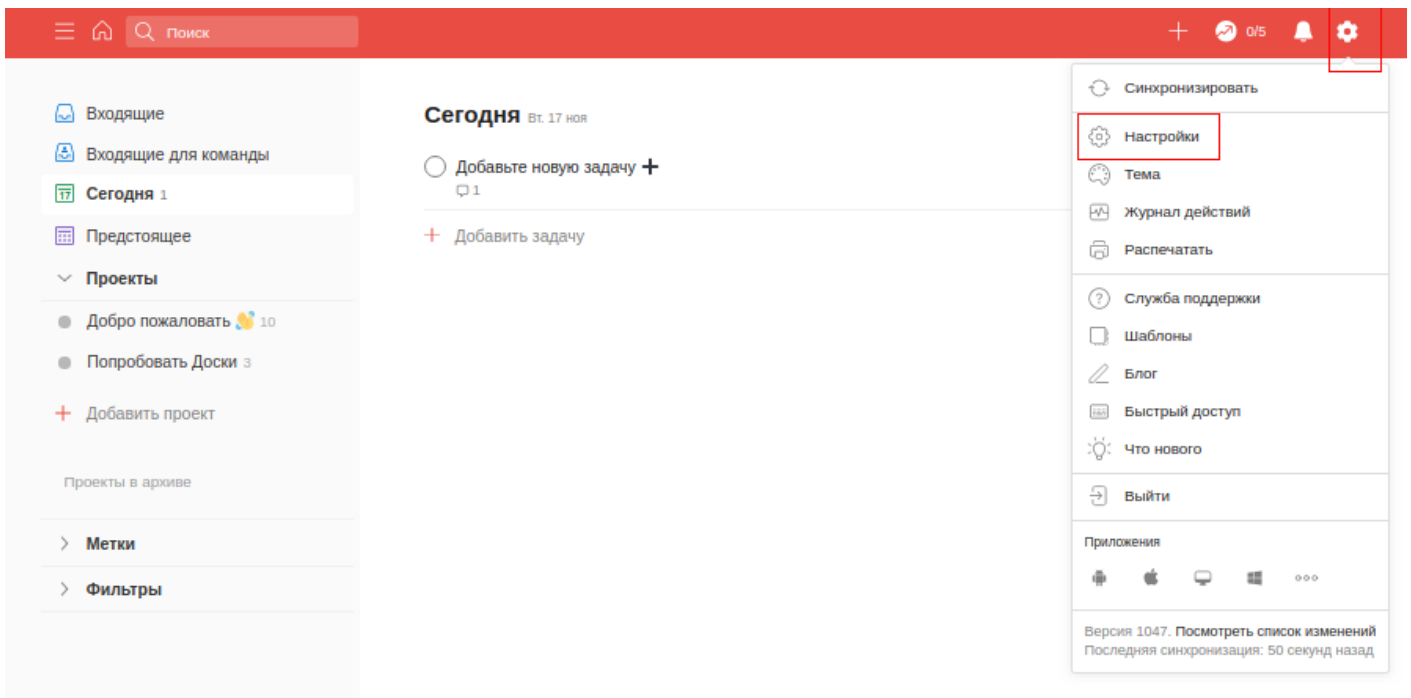 Поиск
0/5
Входящие
Входящие для команды
17 Сегодня 1
Предстоящее
Проекты
Добро пожаловать 👋 10
Попробовать Доски 3
+ Добавить проект
Проекты в архиве
Метки
Фильтры
Сегодня Вт. 17 ноя
Добавьте новую задачу ➕
1
+ Добавить задачу
Синхронизировать
Настройки
Тема
Журнал действий
Распечатать
Служба поддержки
Шаблоны
Блог
Быстрый доступ
Что нового
Выйти
Приложения
Версия 1047. Посмотреть список изменений
Последняя синхронизация: 50 секунд назад